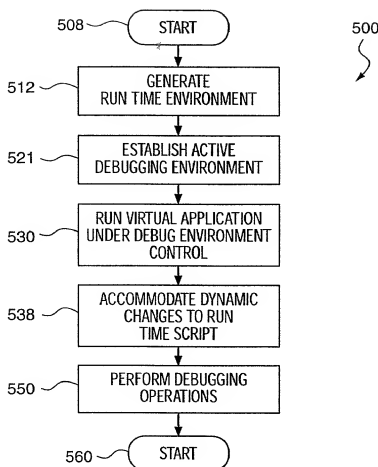 508
START
500
512
GENERATE
RUN TIME ENVIRONMENT
521
ESTABLISH ACTIVE
DEBUGGING ENVIRONMENT
530
RUN VIRTUAL APPLICATION
UNDER DEBUG ENVIRONMENT
CONTROL
538
ACCOMMODATE DYNAMIC
CHANGES TO RUN
TIME SCRIPT
550
PERFORM DEBUGGING
OPERATIONS
560
START